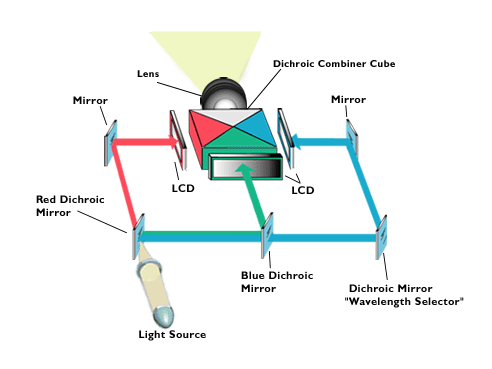 Lens
Dichroic Combiner Cube
Mirror
Mirror
LCD
LCD
Red Dichroic
Mirror
Blue Dichroic
Mirror
Dichroic Mirror
"Wavelength Selector"
Light Source